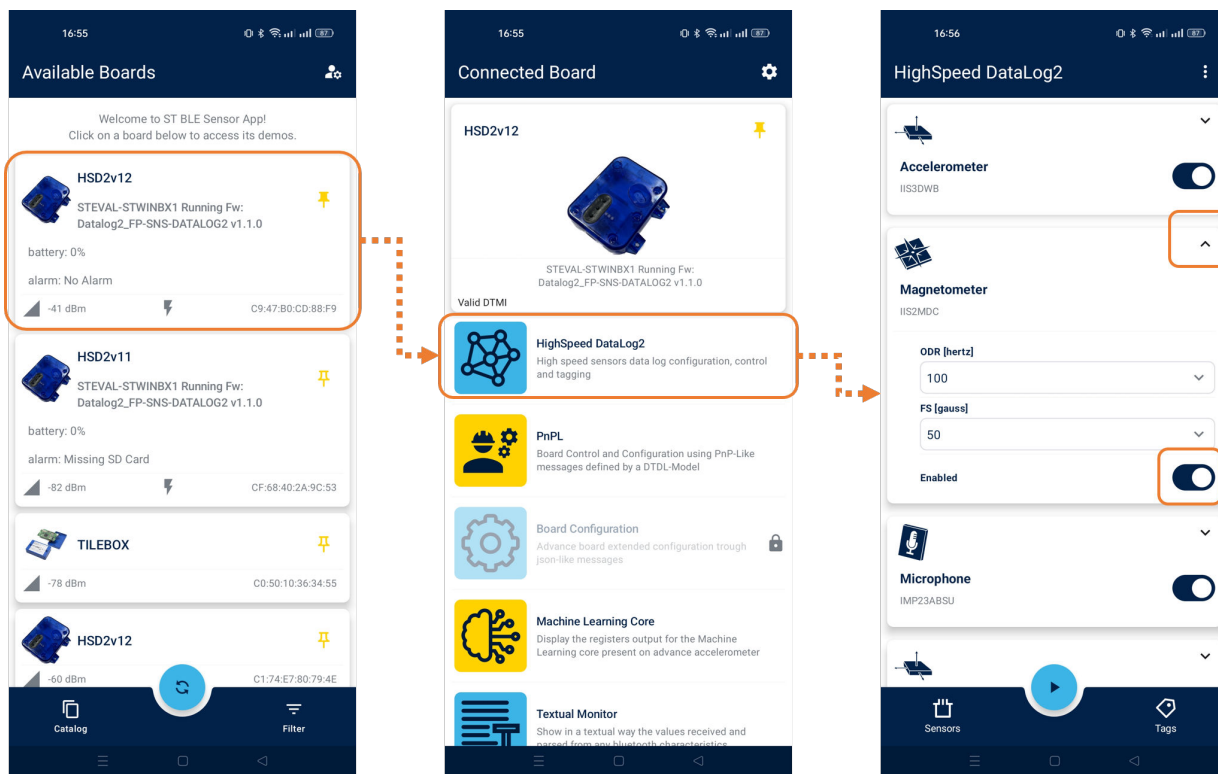 16:55
87
Available Boards
Welcome to ST BLE Sensor App!
Click on a board below to access its demos.
HSD2v12
STEVAL-STWINBX1 Running Fw:
Datalog2_FP-SNS-DATALOG2 v1.1.0
battery: 0%
alarm: No Alarm
-41 dBm
C9:47:B0:CD:88:F9
HSD2v11
STEVAL-STWINBX1 Running Fw:
Datalog2_FP-SNS-DATALOG2 v1.1.0
battery: 0%
alarm: Missing SD Card
-82 dBm
CF:68:40:2A:9C:53
TILEBOX
-78 dBm
C0:50:10:36:34:55
HSD2v12
-60 dBm
C1:74:E7:80:79:4E
Catalog
Filter
16:55
87
Connected Board
HSD2v12
STEVAL-STWINBX1 Running Fw:
Datalog2_FP-SNS-DATALOG2 v1.1.0
Valid DTMI
HighSpeed DataLog2
High speed sensors data log configuration, control
and tagging
PnPL
Board Control and Configuration using PnP-Like
messages defined by a DTDL-Model
Board Configuration
Advance board extended configuration trough
json-like messages
Machine Learning Core
Display the registers output for the Machine
Learning core present on advance accelerometer
Textual Monitor
Show in a textual way the values received and
parsed from any bluetooth characteristics
16:56
87
HighSpeed DataLog2
Accelerometer
IIS3DWB
Magnetometer
IIS2MDC
ODR [hertz]
100
FS [gauss]
50
Enabled
Microphone
IMP23ABSU
Sensors
Tags